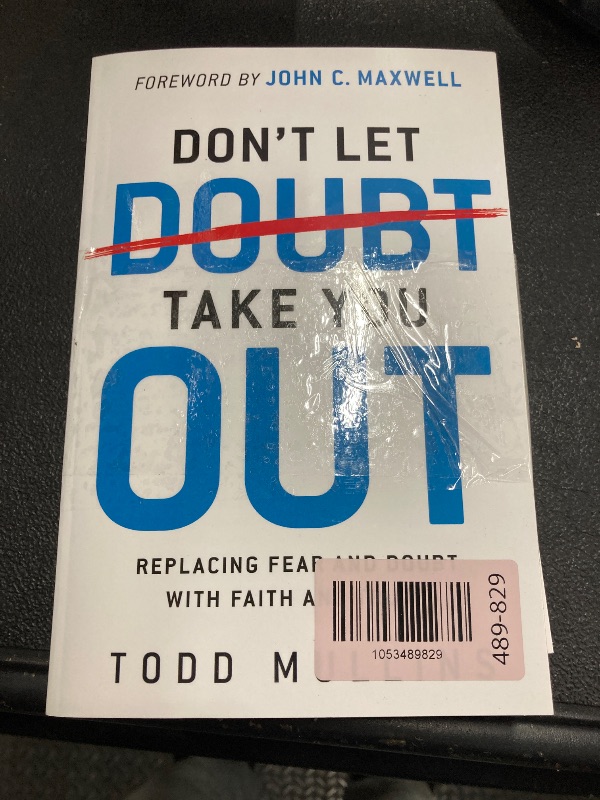 FOREWORD BY JOHN C. MAXWELL
DON'T LET
DOUBT
TAKE YOU
OUT
REPLACING FEAR AND DOUBT
WITH FAITH
TODD MULLINS
1053489829
489-829